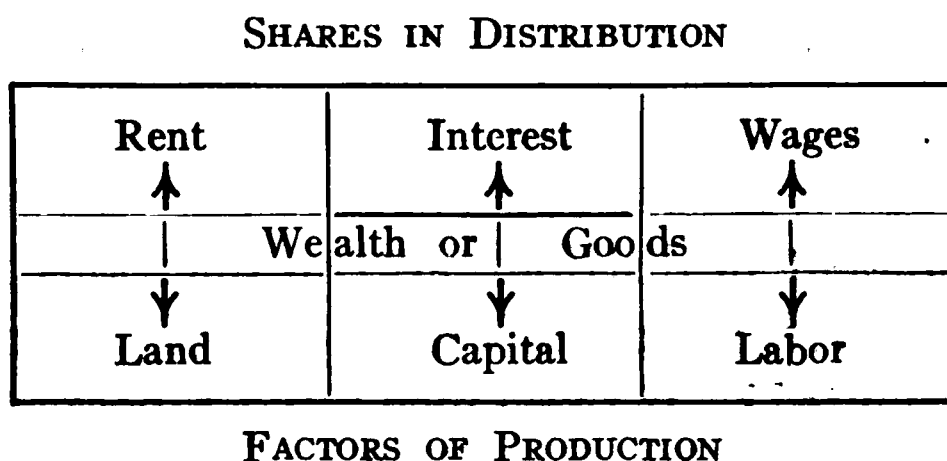 SHARES IN DISTRIBUTION
Rent Interest Wages
Wealth or Goods
Land Capital Labor
FACTORS OF PRODUCTION